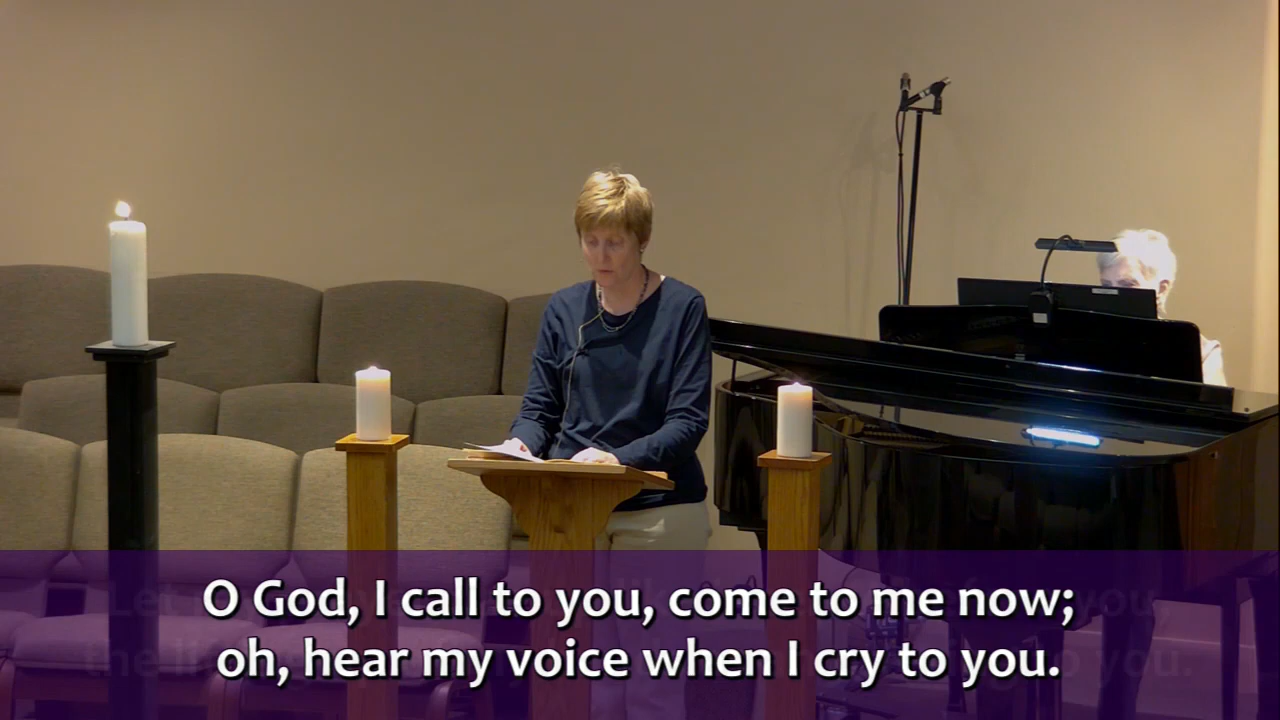 O God, I call to you, come to me now;
oh, hear my voice when I cry to you.